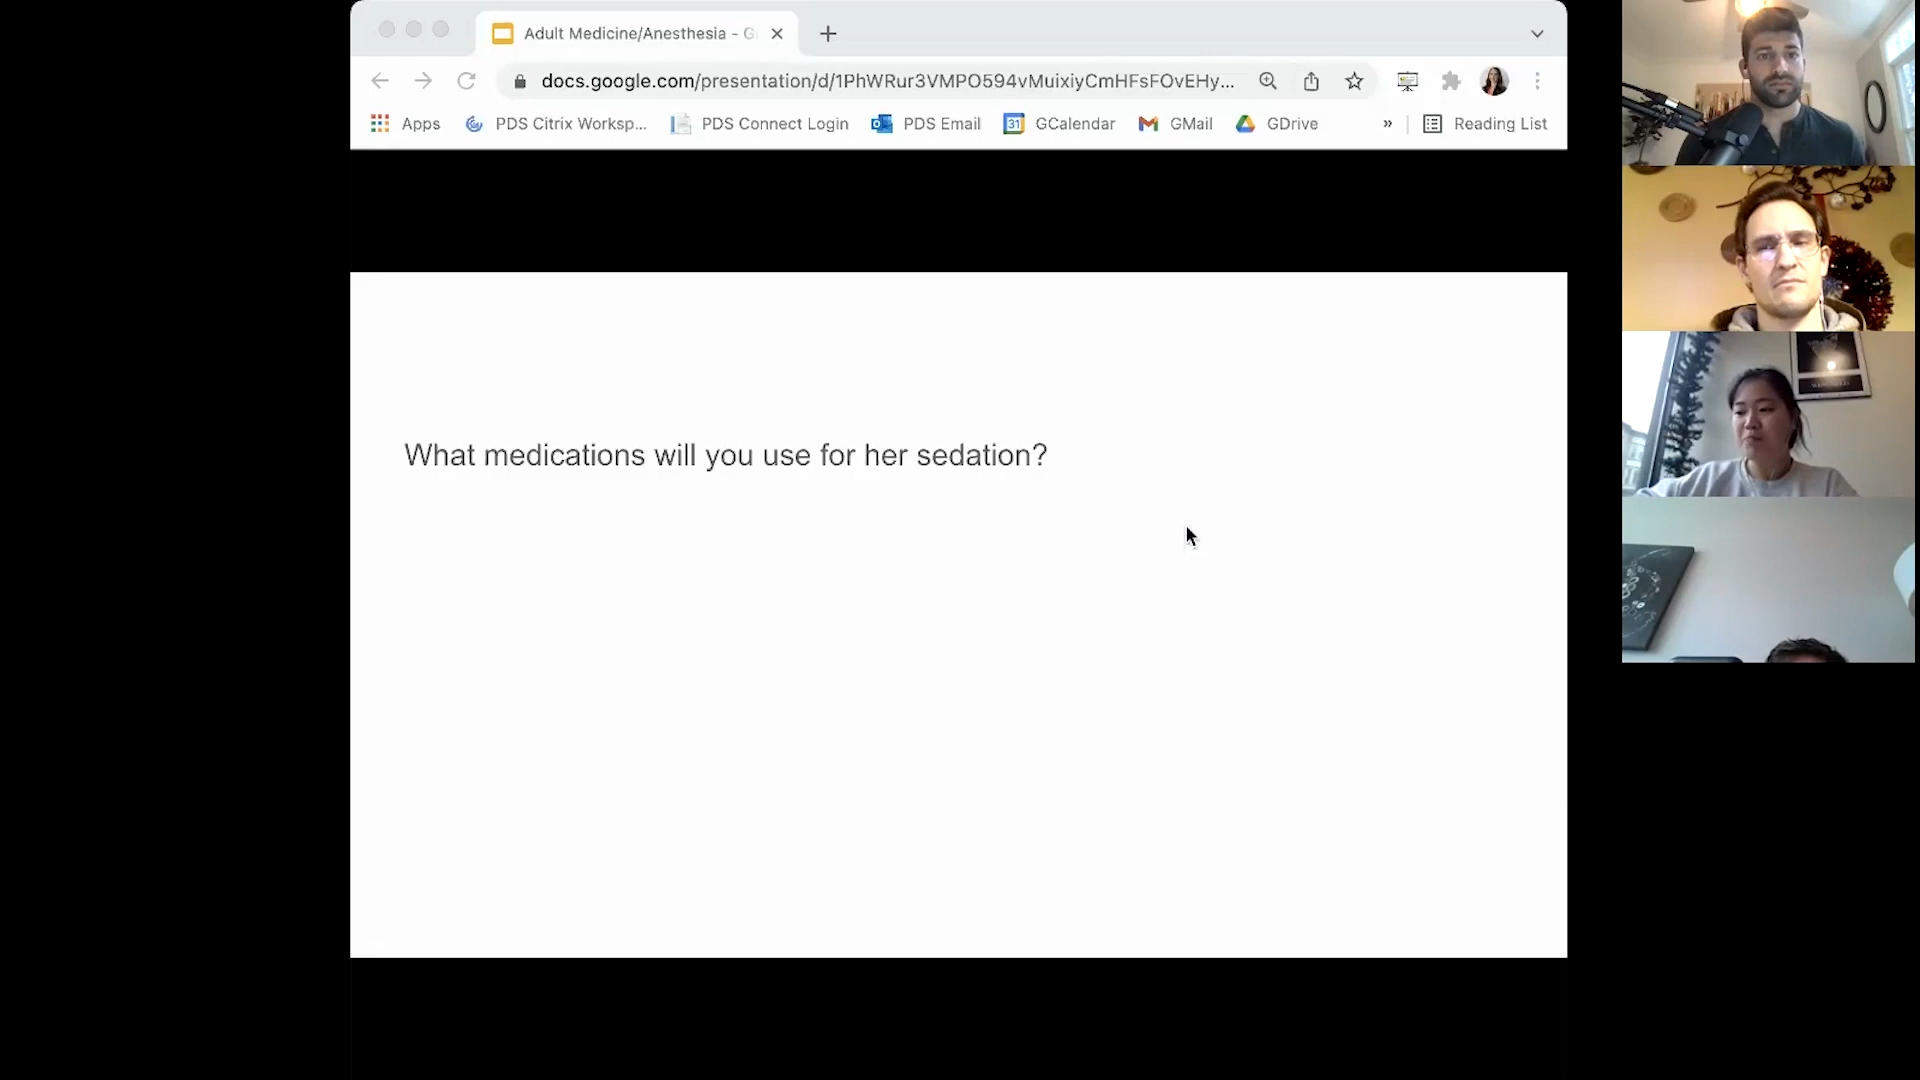 Adult Medicine/Anesthesia - G
docs.google.com/presentation/d/1PhWRur3VMPO594vMuixiyCmHFsFOvEHy...
Apps PDS Citrix Worksp... PDS Connect Login 31 PDS Email GCalendar GMail GDrive » Reading List
What medications will you use for her sedation?